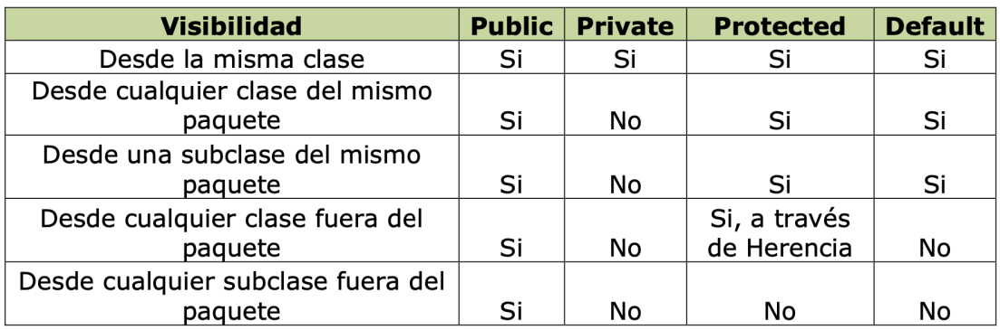 Visibilidad Public Private Protected Default
Desde la misma clase Si Si Si Si
Desde cualquier clase del mismo
paquete Si No Si Si
Desde una subclase del mismo
paquete Si No Si Si
Desde cualquier clase fuera del Si, a través
paquete Si No de Herencia No
Desde cualquier subclase fuera del
paquete Si No No No